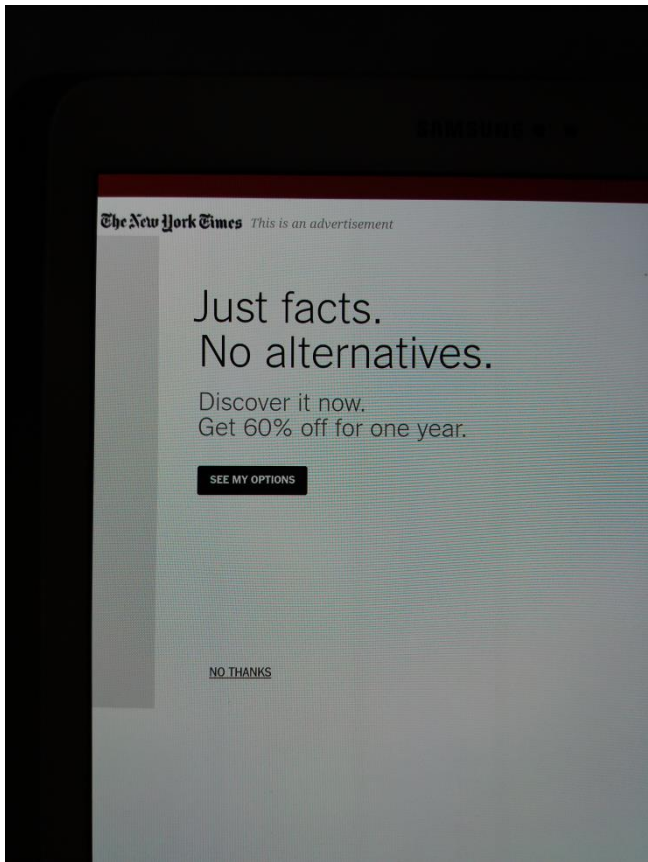 SAMSUNG
The New York Times This is an advertisement
Just facts.
No alternatives.
Discover it now.
Get 60% off for one year.
SEE MY OPTIONS
NO THANKS